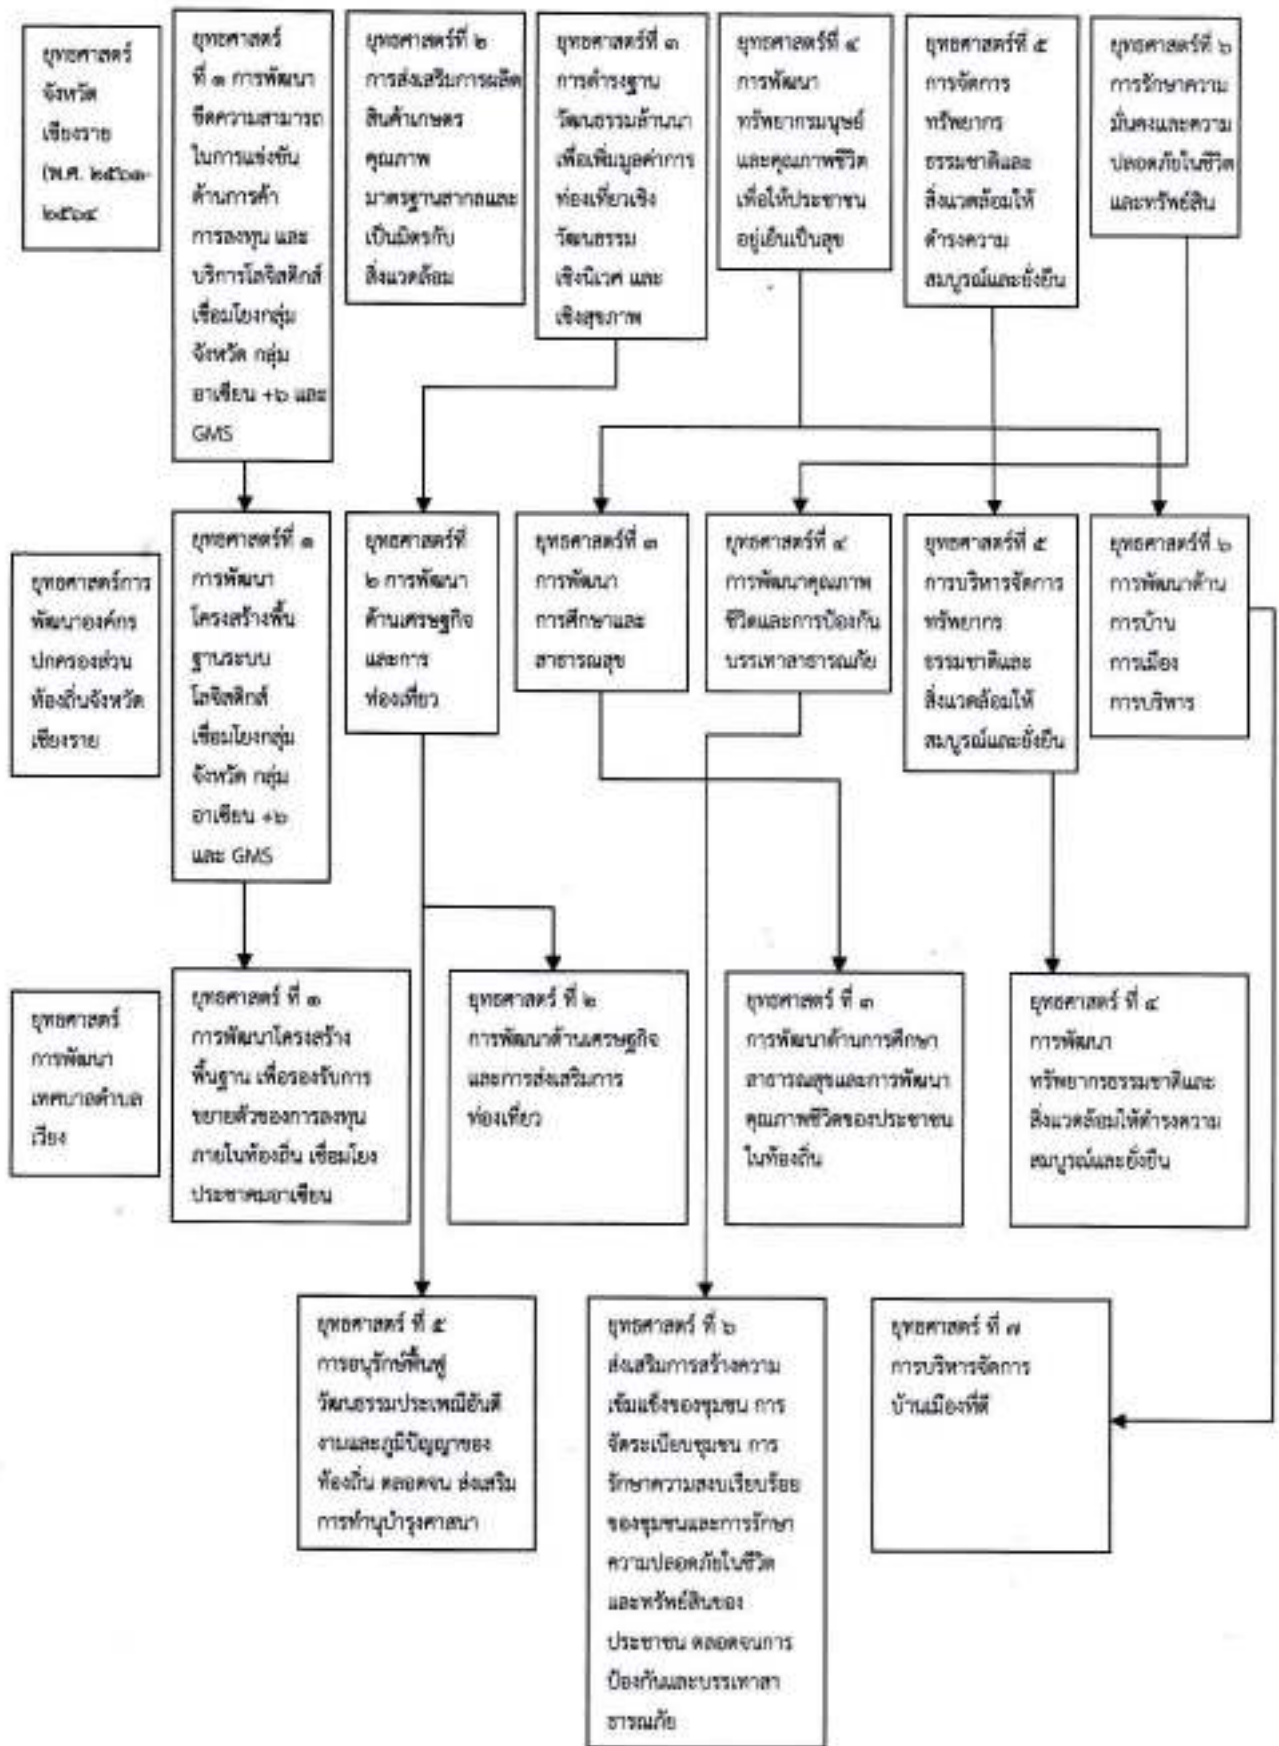 ยุทธศาสตร์
จังหวัด
เชียงราย
(พ.ศ. ๒๕๖๑-
๒๕๖๔
ยุทธศาสตร์
ที่ ๑ การพัฒนา
ขีดความสามารถ
ในการแข่งขัน
ด้านการค้า
การลงทุน และ
บริการโลจิสติกส์
เชื่อมโยงกลุ่ม
จังหวัด กลุ่ม
อาเซียน +๖ และ
GMS
ยุทธศาสตร์ที่ ๒
การส่งเสริมการผลิต
สินค้าเกษตร
คุณภาพ
มาตรฐานสากลและ
เป็นมิตรกับ
สิ่งแวดล้อม
ยุทธศาสตร์ที่ ๓
การดำรงฐาน
วัฒนธรรมล้านนา
เพื่อเพิ่มมูลค่าการ
ท่องเที่ยวเชิง
วัฒนธรรม
เชิงนิเวศ และ
เชิงสุขภาพ
ยุทธศาสตร์ที่ ๔
การพัฒนา
ทรัพยากรมนุษย์
และคุณภาพชีวิต
เพื่อให้ประชาชน
อยู่เย็นเป็นสุข
ยุทธศาสตร์ที่ ๕
การจัดการ
ทรัพยากร
ธรรมชาติและ
สิ่งแวดล้อมให้
ดำรงความ
สมบูรณ์และยั่งยืน
ยุทธศาสตร์ที่ ๖
การรักษาความ
มั่นคงและความ
ปลอดภัยในชีวิต
และทรัพย์สิน
ยุทธศาสตร์การ
พัฒนาองค์กร
ปกครองส่วน
ท้องถิ่นจังหวัด
เชียงราย
ยุทธศาสตร์ที่ ๑
การพัฒนา
โครงสร้างพื้น
ฐานระบบ
โลจิสติกส์
เชื่อมโยงกลุ่ม
จังหวัด กลุ่ม
อาเซียน +๖
และ GMS
ยุทธศาสตร์ที่
๒ การพัฒนา
ด้านเศรษฐกิจ
และการ
ท่องเที่ยว
ยุทธศาสตร์ที่ ๓
การพัฒนา
การศึกษาและ
สาธารณสุข
ยุทธศาสตร์ที่ ๔
การพัฒนาคุณภาพ
ชีวิตและการป้องกัน
บรรเทาสาธารณภัย
ยุทธศาสตร์ที่ ๕
การบริหารจัดการ
ทรัพยากร
ธรรมชาติและ
สิ่งแวดล้อมให้
สมบูรณ์และยั่งยืน
ยุทธศาสตร์ที่ ๖
การพัฒนาด้าน
การบ้าน
การเมือง
การบริหาร
ยุทธศาสตร์
การพัฒนา
เทศบาลตำบล
เวียง
ยุทธศาสตร์ ที่ ๑
การพัฒนาโครงสร้าง
พื้นฐาน เพื่อรองรับการ
ขยายตัวของการลงทุน
ภายในท้องถิ่น เชื่อมโยง
ประชาคมอาเซียน
ยุทธศาสตร์ ที่ ๒
การพัฒนาด้านเศรษฐกิจ
และการส่งเสริมการ
ท่องเที่ยว
ยุทธศาสตร์ ที่ ๓
การพัฒนาด้านการศึกษา
สาธารณสุขและการพัฒนา
คุณภาพชีวิตของประชาชน
ในท้องถิ่น
ยุทธศาสตร์ ที่ ๔
การพัฒนา
ทรัพยากรธรรมชาติและ
สิ่งแวดล้อมให้ดำรงความ
สมบูรณ์และยั่งยืน
ยุทธศาสตร์ ที่ ๕
การอนุรักษ์ฟื้นฟู
วัฒนธรรมประเพณีอันดี
งามและภูมิปัญญาของ
ท้องถิ่น ตลอดจน ส่งเสริม
การทำนุบำรุงศาสนา
ยุทธศาสตร์ ที่ ๖
ส่งเสริมการสร้างความ
เข้มแข็งของชุมชน การ
จัดระเบียบชุมชน การ
รักษาความสงบเรียบร้อย
ของชุมชนและการรักษา
ความปลอดภัยในชีวิต
และทรัพย์สินของ
ประชาชน ตลอดจนการ
ป้องกันและบรรเทาสา
ธารณภัย
ยุทธศาสตร์ ที่ ๗
การบริหารจัดการ
บ้านเมืองที่ดี